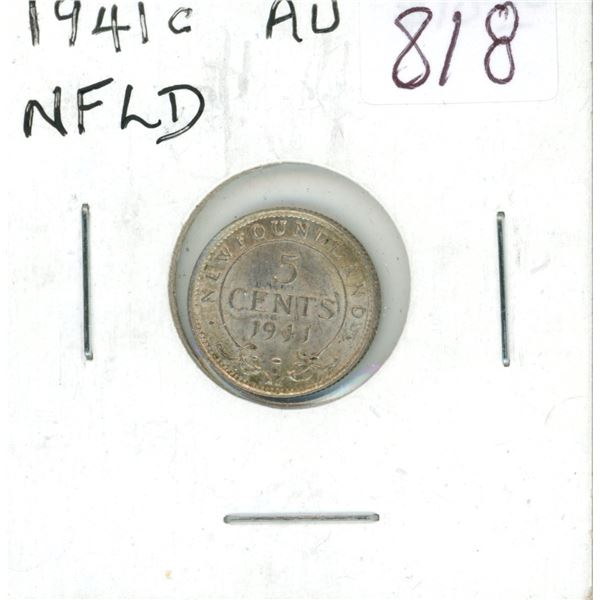 1941c AU
818
NFLD
NEWFOUNDLAND
5
CENTS
1941